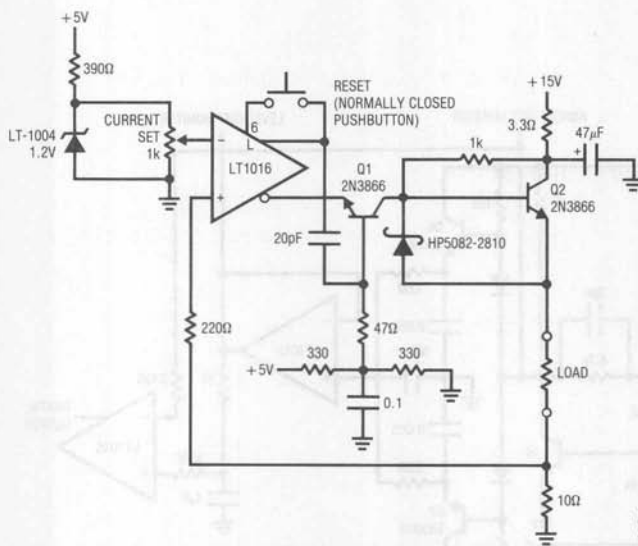 +5V
390Ω
LT-1004
1.2V
CURRENT
SET
1k
RESET
(NORMALLY CLOSED
PUSHBUTTON)
6
L
−
+
LT1016
20pF
Q1
2N3866
1k
+15V
3.3Ω
47μF
+
Q2
2N3866
HP5082-2810
220Ω
47Ω
+5V
330
330
0.1
LOAD
10Ω